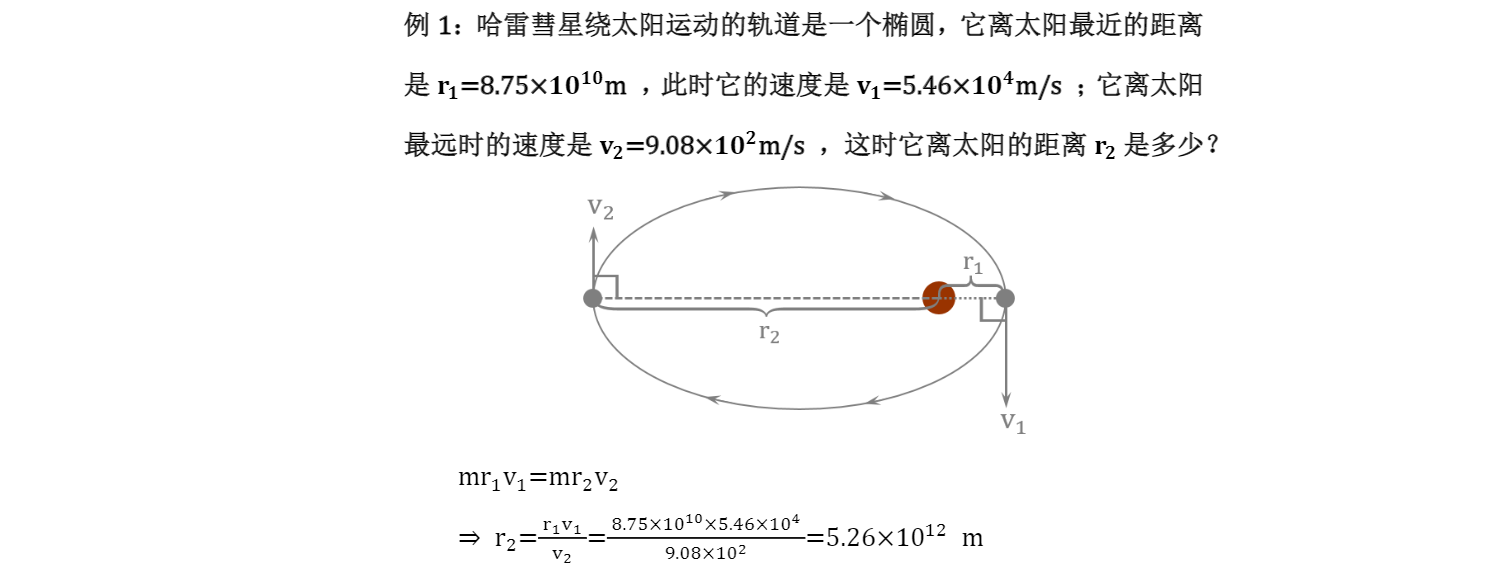 例 1：哈雷彗星绕太阳运动的轨道是一个椭圆，它离太阳最近的距离
是 r₁=8.75×10¹⁰m ，此时它的速度是 v₁=5.46×10⁴m/s ；它离太阳
最远时的速度是 v₂=9.08×10²m/s ，这时它离太阳的距离 r₂ 是多少？
v₂
r₁
r₂
v₁
mr₁v₁=mr₂v₂
⇒ r₂=r₁v₁/v₂=8.75×10¹⁰×5.46×10⁴/9.08×10²=5.26×10¹² m